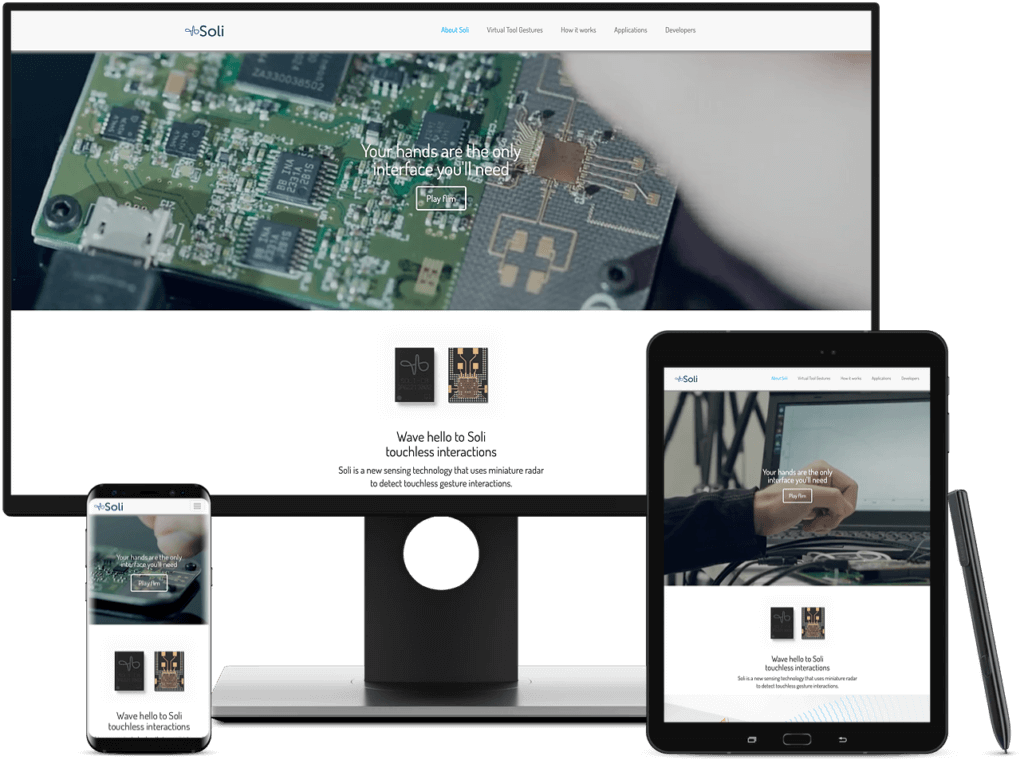 Soli
About Soli Virtual Tool Gestures How it works Applications Developers
ZA330038502
BB INA
2331A
Your hands are the only
interface you'll need
Play film
Wave hello to Soli
touchless interactions
Soli is a new sensing technology that uses miniature radar
to detect touchless gesture interactions.
Soli
Your hands are the only
interface you'll need
Play film
Wave hello to Soli
touchless interactions
Soli
About Soli Virtual Tool Gestures How it works Applications Developers
Your hands are the only
interface you'll need
Play film
Wave hello to Soli
touchless interactions
Soli is a new sensing technology that uses miniature radar
to detect touchless gesture interactions.